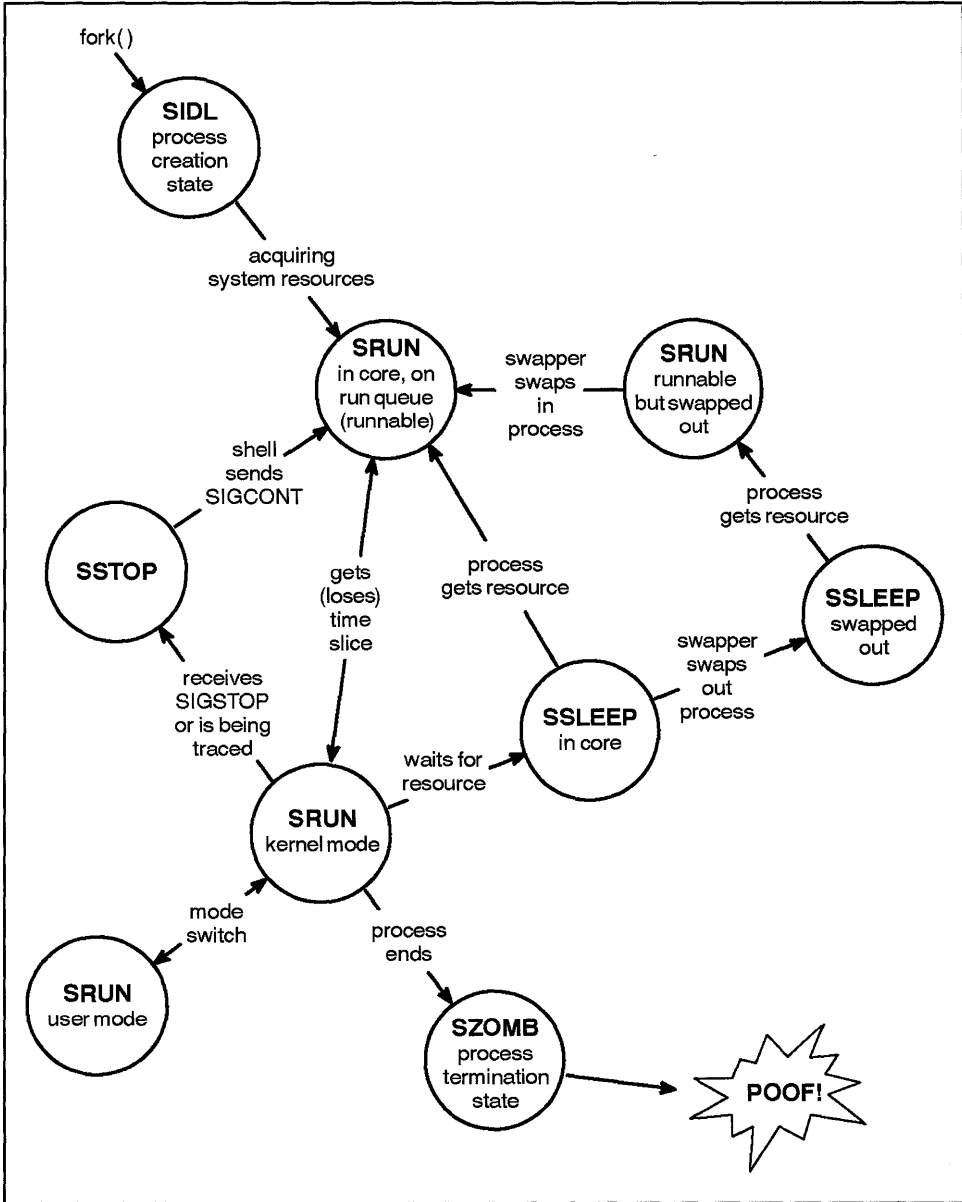 fork()
SIDL
process
creation
state
acquiring
system resources
SRUN
in core, on
run queue
(runnable)
swapper
swaps
in
process
SRUN
runnable
but swapped
out
shell
sends
SIGCONT
process
gets resource
SSTOP
gets
(loses)
time
slice
process
gets resource
SSLEEP
swapped
out
swapper
swaps
out
process
receives
SIGSTOP
or is being
traced
SSLEEP
in core
waits for
resource
SRUN
kernel mode
mode
switch
process
ends
SRUN
user mode
SZOMB
process
termination
state
POOF!